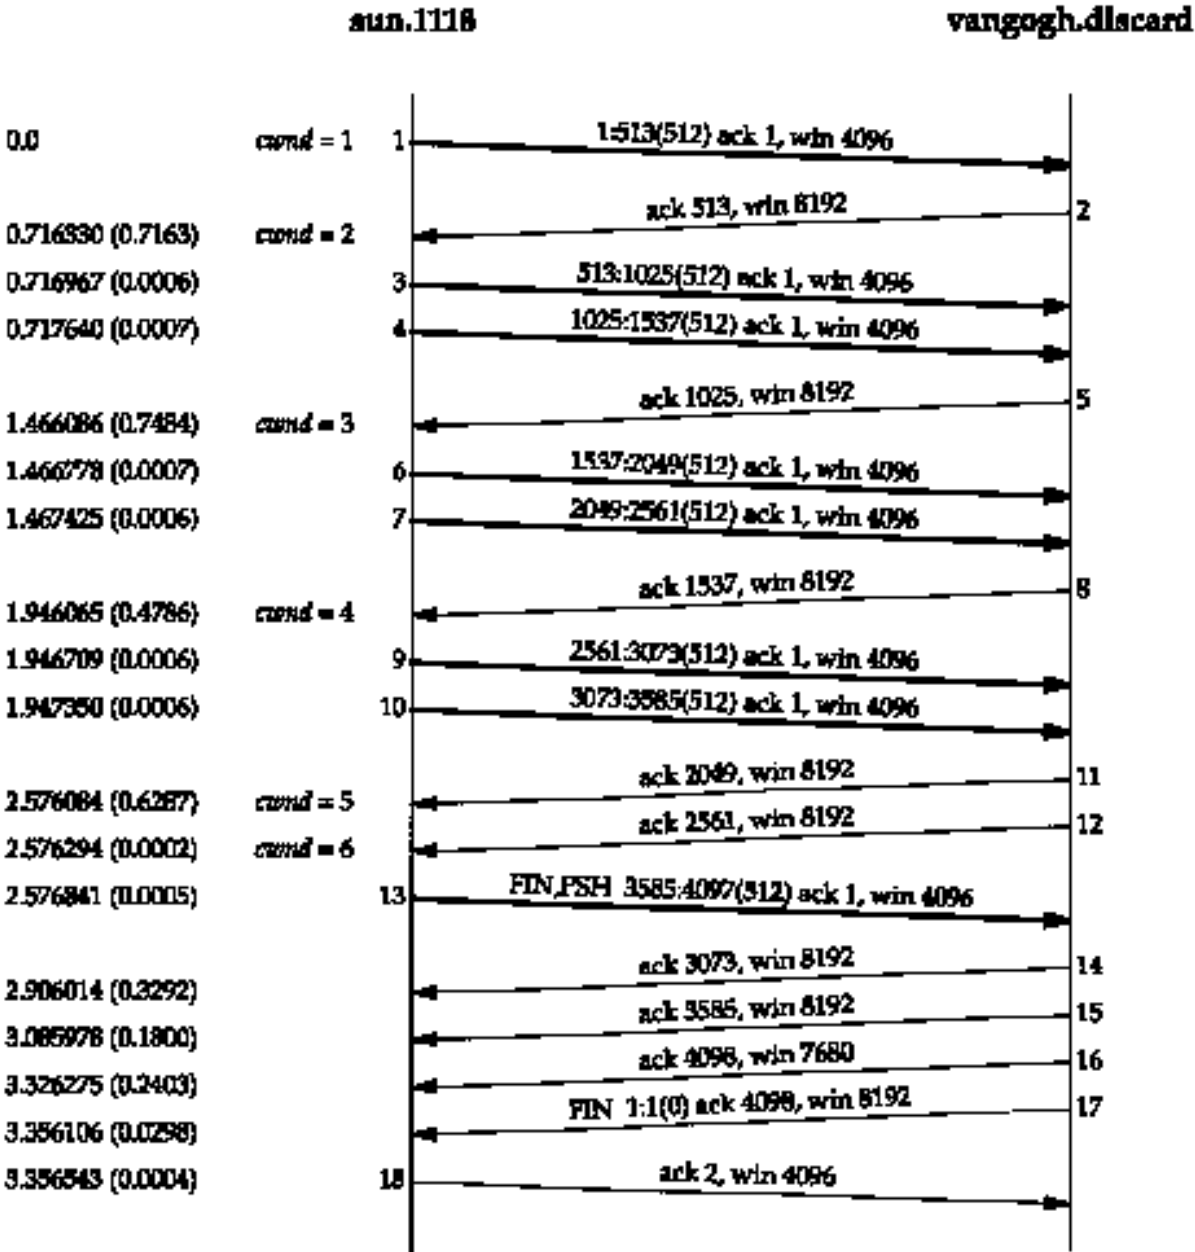 sun.1118 vangogh.discard
0.0 cwnd = 1 1 1:513(512) ack 1, win 4096
ack 513, win 8192 2
0.716330 (0.7163) cwnd = 2
0.716967 (0.0006) 3 513:1025(512) ack 1, win 4096
0.717640 (0.0007) 4 1025:1537(512) ack 1, win 4096
ack 1025, win 8192 5
1.466086 (0.7484) cwnd = 3
1.466778 (0.0007) 6 1537:2049(512) ack 1, win 4096
1.467425 (0.0006) 7 2049:2561(512) ack 1, win 4096
ack 1537, win 8192 8
1.946065 (0.4786) cwnd = 4
1.946709 (0.0006) 9 2561:3073(512) ack 1, win 4096
1.947350 (0.0006) 10 3073:3585(512) ack 1, win 4096
ack 2049, win 8192 11
2.576084 (0.6287) cwnd = 5
ack 2561, win 8192 12
2.576294 (0.0002) cwnd = 6
2.576841 (0.0005) 13 FIN,PSH 3585:4097(512) ack 1, win 4096
ack 3073, win 8192 14
2.906014 (0.3292)
ack 3585, win 8192 15
3.085978 (0.1800)
ack 4098, win 7680 16
3.326275 (0.2403)
FIN 1:1(0) ack 4098, win 8192 17
3.356106 (0.0298)
3.356543 (0.0004) 18 ack 2, win 4096